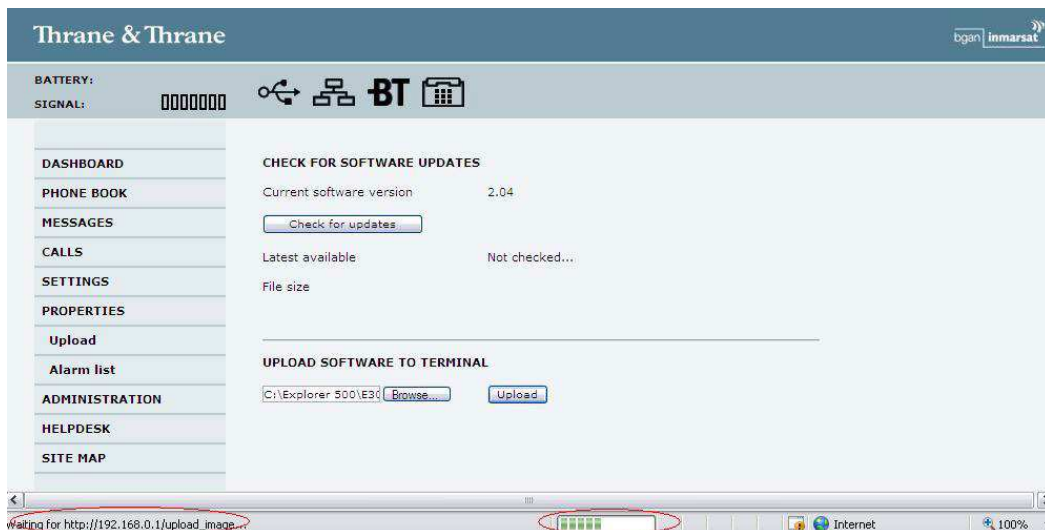 Thrane & Thrane
bgan inmarsat
BATTERY:
SIGNAL:
BT
DASHBOARD
PHONE BOOK
MESSAGES
CALLS
SETTINGS
PROPERTIES
Upload
Alarm list
ADMINISTRATION
HELPDESK
SITE MAP
CHECK FOR SOFTWARE UPDATES
Current software version 2.04
Check for updates
Latest available Not checked...
File size
UPLOAD SOFTWARE TO TERMINAL
C:\Explorer 500\E30 Browse... Upload
Waiting for http://192.168.0.1/upload_image...
Internet
100%